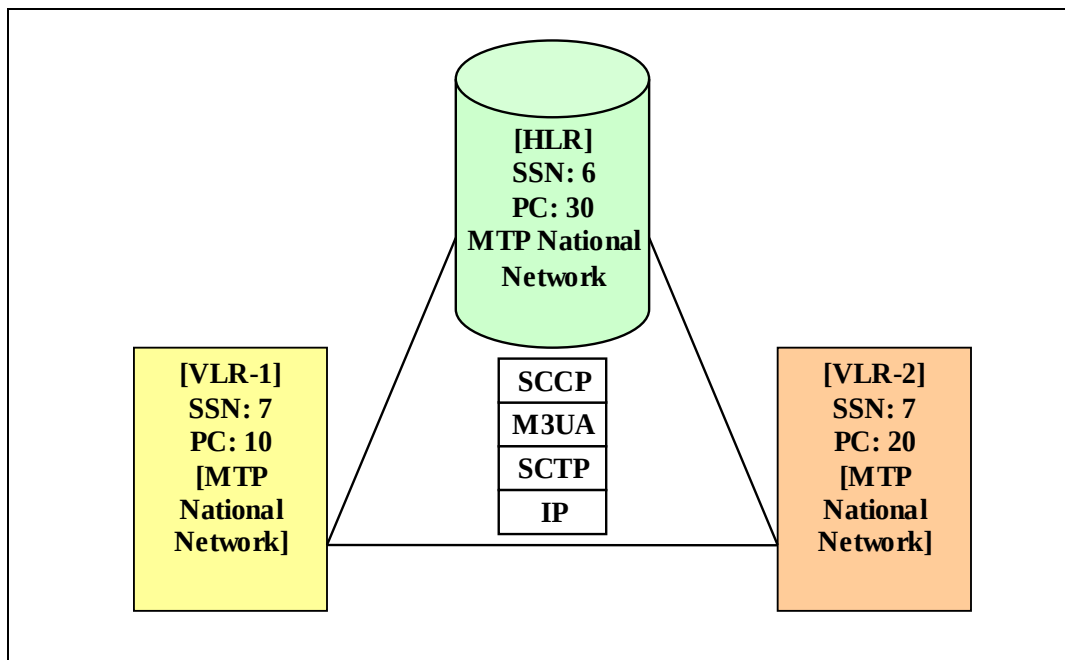 [HLR]
SSN: 6
PC: 30
MTP National
Network
[VLR-1]
SSN: 7
PC: 10
[MTP
National
Network]
SCCP
M3UA
SCTP
IP
[VLR-2]
SSN: 7
PC: 20
[MTP
National
Network]